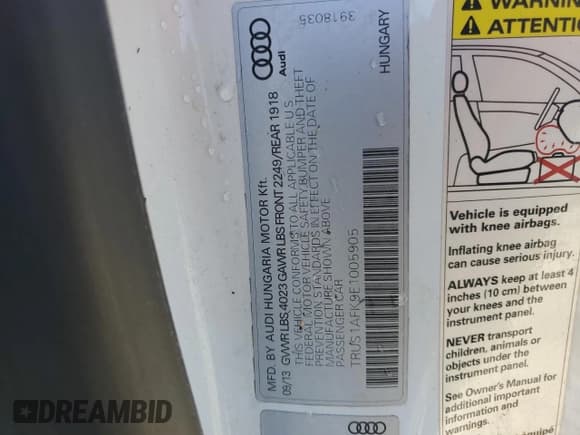 MFD. BY AUDI HUNGARIA MOTOR Kft.
09/13 GVWR LBS,4023 GAWR LBS FRONT 2249/REAR 1918
THIS VEHICLE CONFORMS TO ALL APPLICABLE U S
FEDERAL MOTOR VEHICLE SAFETY,BUMPER AND THEFT
PREVENTION STANDARDS IN EFFECT ON THE DATE OF
MANUFACTURE SHOWN ABOVE
PASSENGER CAR
TRUS1AFK9E1005905
3918035
Audi
HUNGARY
WARNIN
ATTENTI
Vehicle is equipped
with knee airbags.
Inflating knee airbag
can cause serious injury.
ALWAYS keep at least 4
inches (10 cm) between
your knees and the
instrument panel.
NEVER transport
children, animals or
objects under the
instrument panel.
See Owner's Manual for
additional important
information and
warnings.
DREAMBID